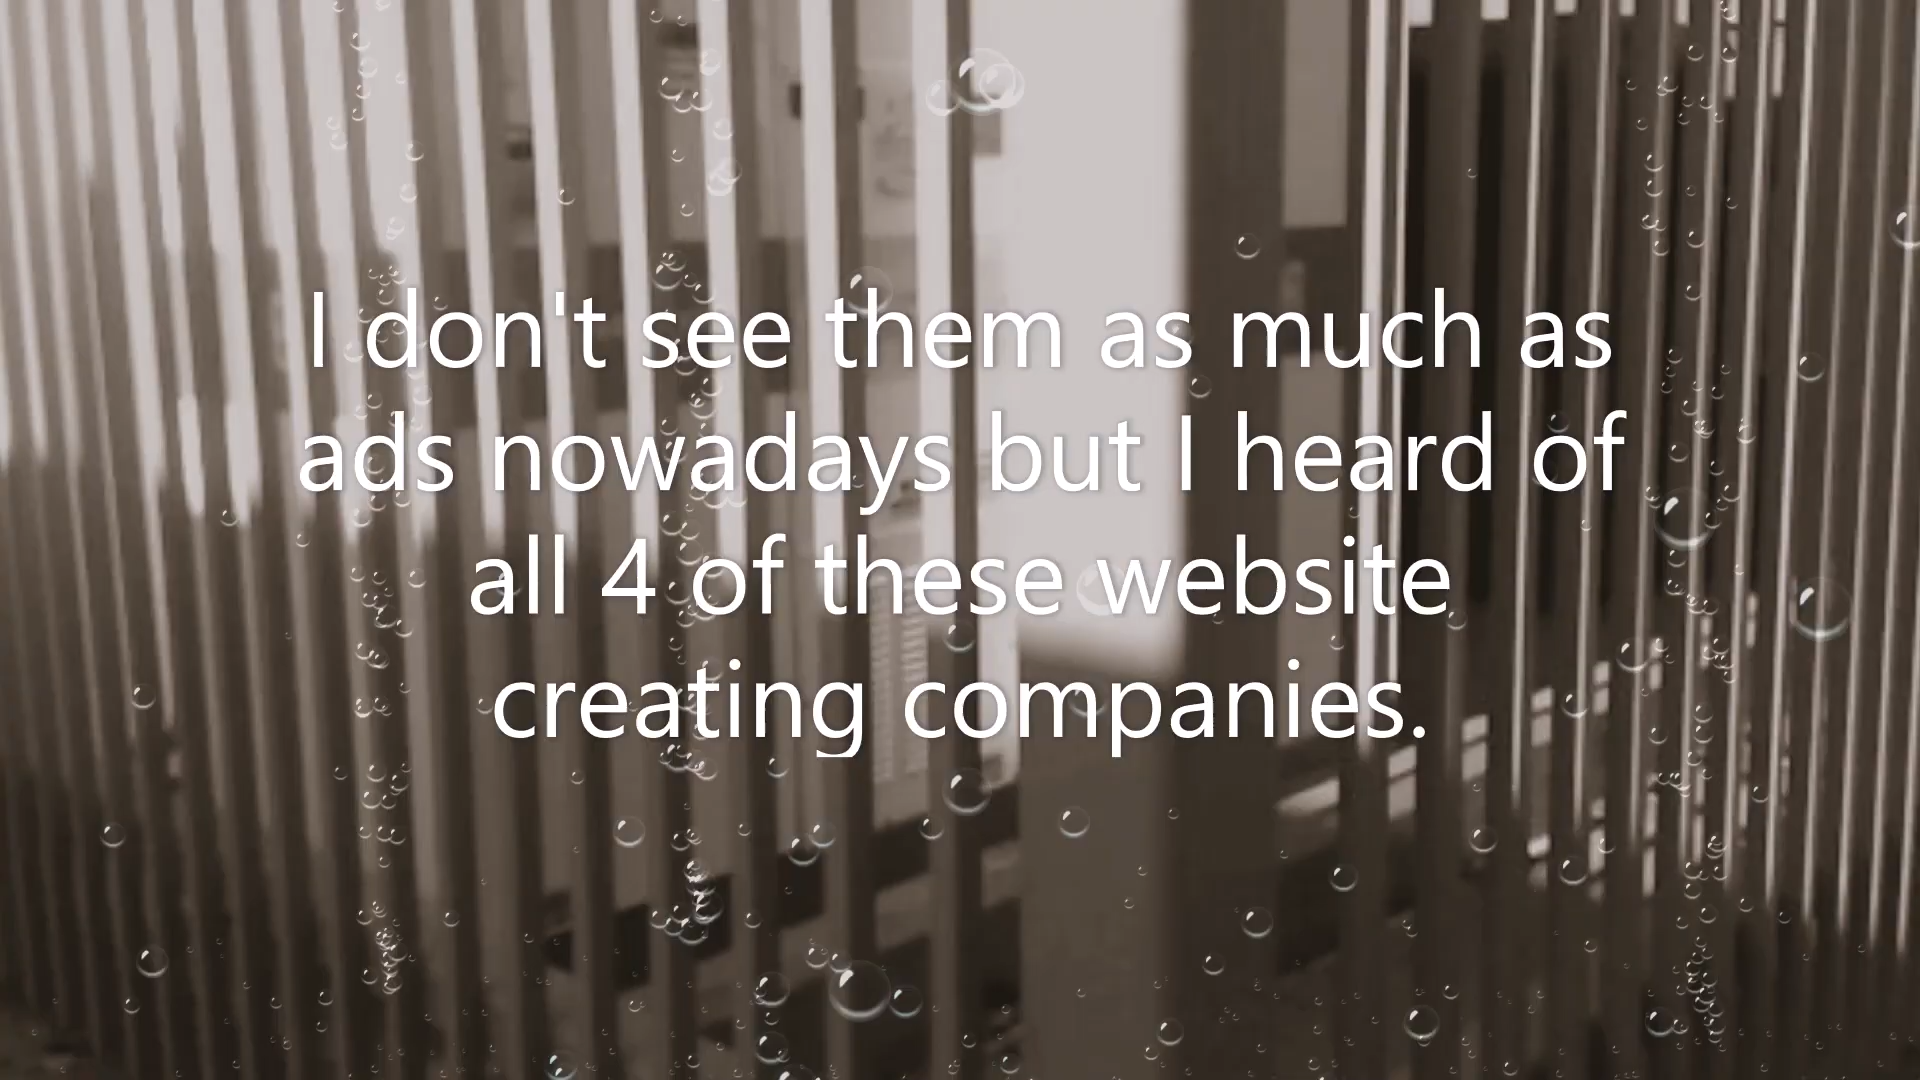 I don't see them as much as
ads nowadays but I heard of
all 4 of these website
creating companies.